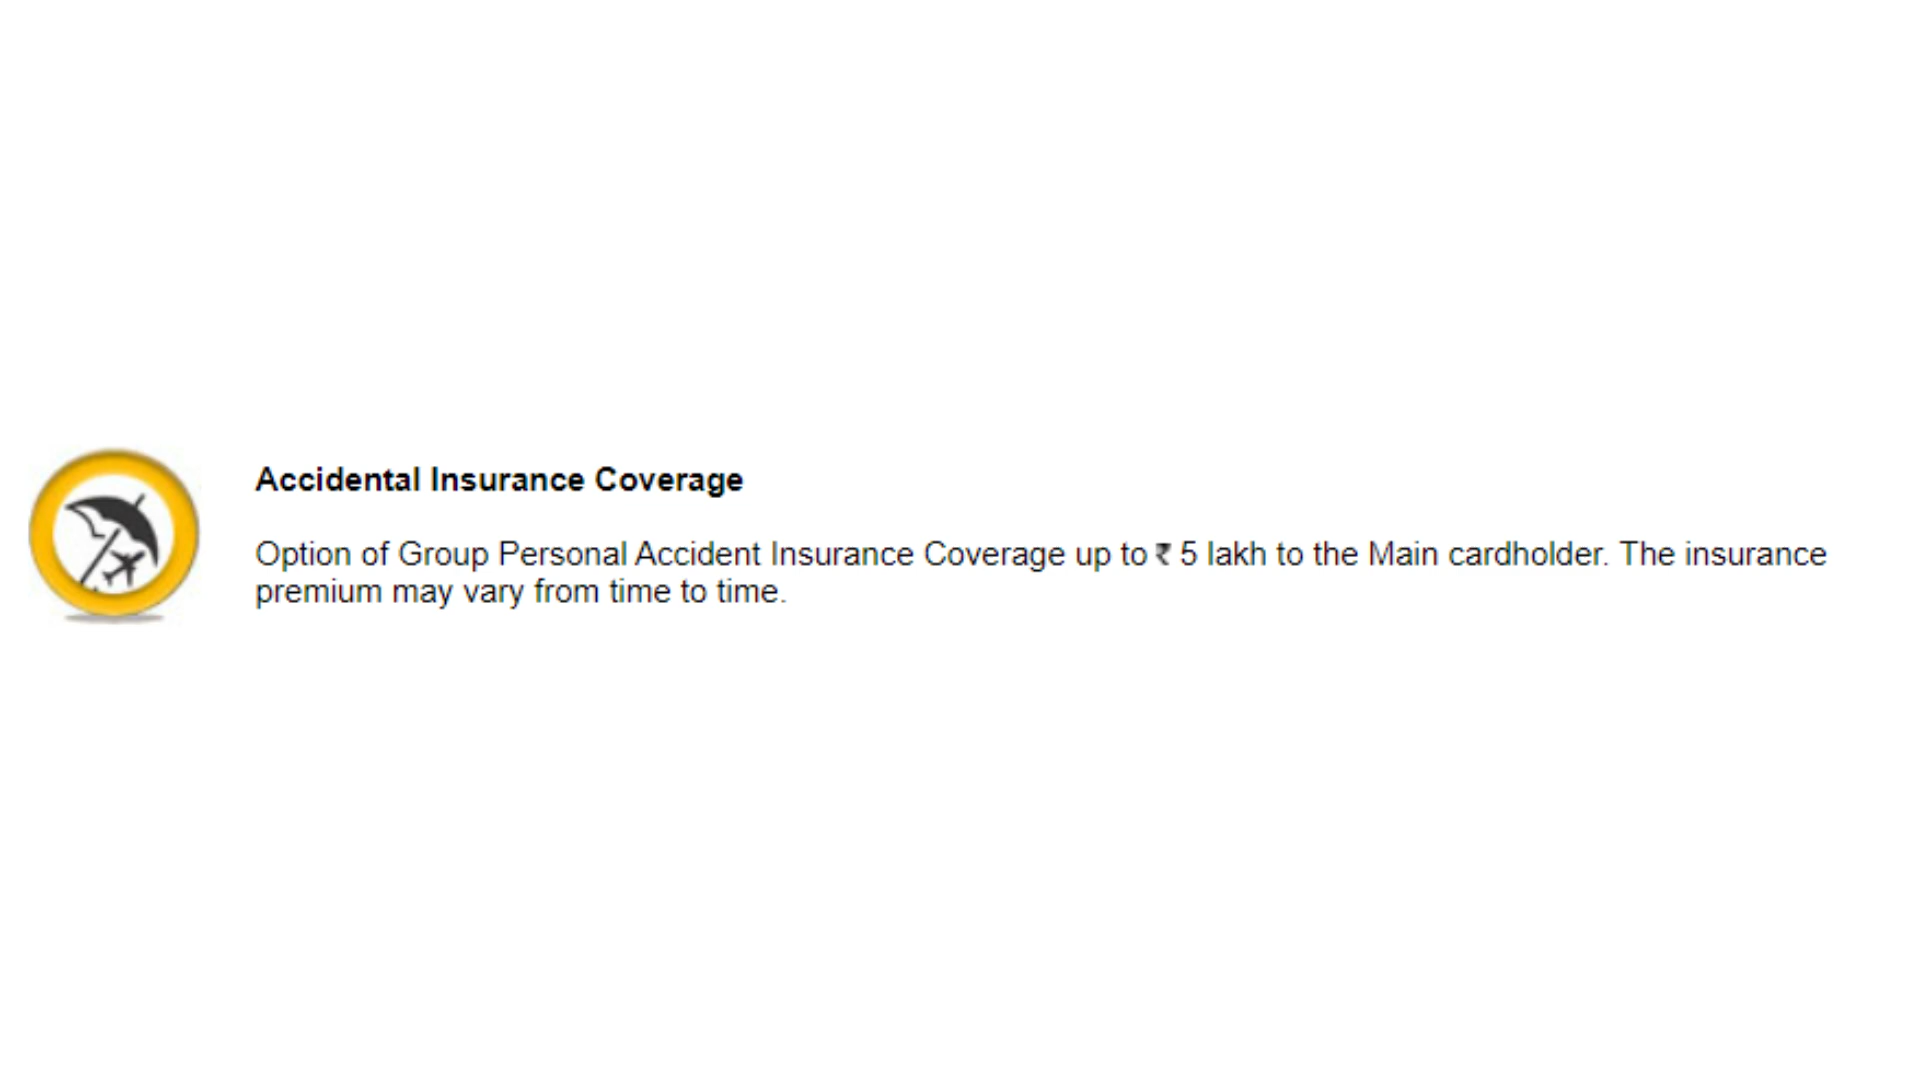 Accidental Insurance Coverage
Option of Group Personal Accident Insurance Coverage up to ₹ 5 lakh to the Main cardholder. The insurance
premium may vary from time to time.